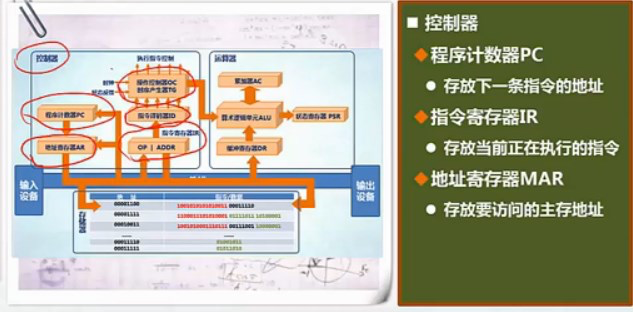 控制器
执行指令控制
运算器
时钟
状态反馈
操作控制器OC
时序产生器TG
累加器AC
程序计数器PC
指令译码器ID
算术逻辑单元ALU
状态寄存器 PSR
指令寄存器IR
地址寄存器AR
OP | ADDR
缓冲寄存器DR
输入
设备
输出
设备
地 址
指令/数据
00001111
00010011
......
......
00011110
01001011
00011111
01011010
■ 控制器
◆程序计数器PC
● 存放下一条指令的地址
◆指令寄存器IR
● 存放当前正在执行的指令
◆地址寄存器MAR
● 存放要访问的主存地址